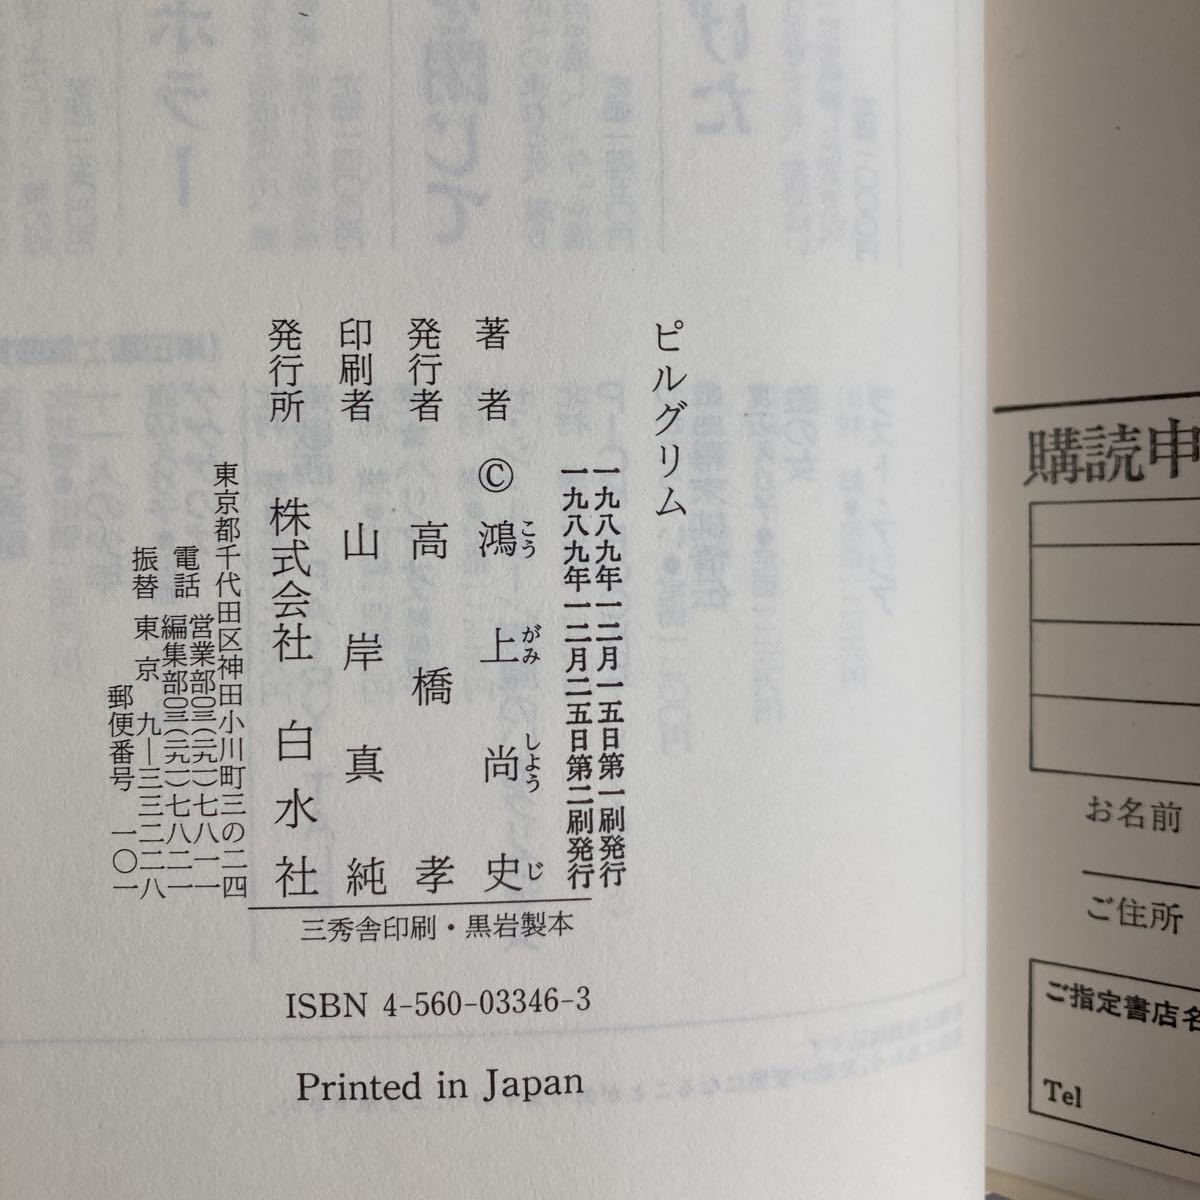 ピルグリム
一九八九年一二月一五日第一刷発行
一九八九年一二月二五日第二刷発行
著者 © 鴻上尚史
こう がみ しよう じ
発行者 高橋孝
印刷者 山岸真純
発行所 株式会社 白水社
東京都千代田区神田小川町三の二四
電話 営業部〇三(二九一)七八一一
編集部〇三(二九一)七八二一
振替 東京 九―三三二二八
郵便番号 一〇一
三秀舎印刷・黒岩製本
ISBN 4-560-03346-3
Printed in Japan
購読申
お名前
ご住所
ご指定書店名
Tel